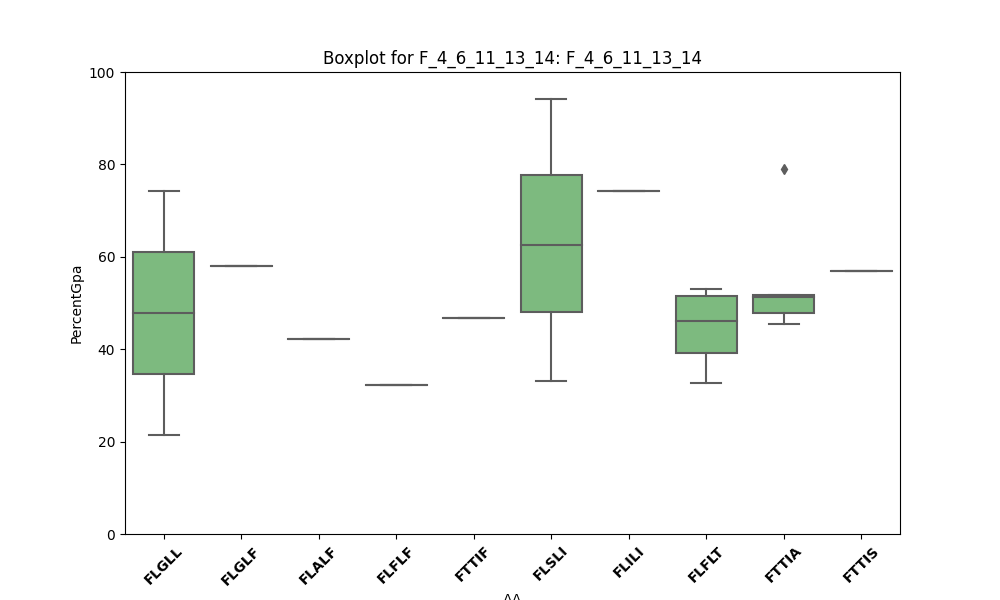 Boxplot for F_4_6_11_13_14: F_4_6_11_13_14
PercentGpa
100
80
60
40
20
0
FLGLL
FLGLF
FLALF
FLFLF
FTTIF
FLSLI
FLILI
FLFLT
FTTIA
FTTIS
AA